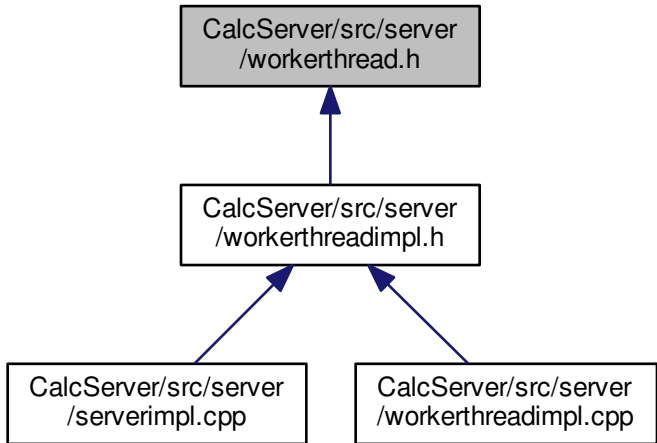 CalcServer/src/server
/workerthread.h
CalcServer/src/server
/workerthreadimpl.h
CalcServer/src/server
/serverimpl.cpp
CalcServer/src/server
/workerthreadimpl.cpp